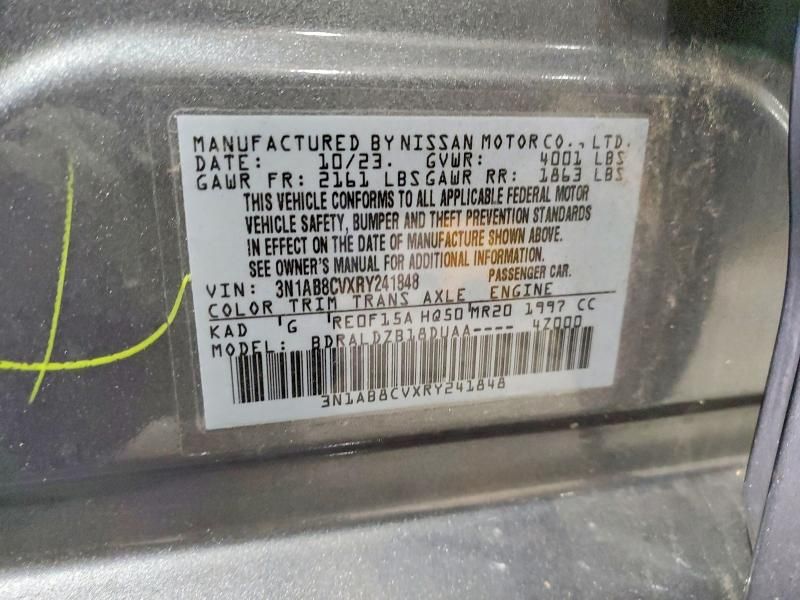 MANUFACTURED BY NISSAN MOTOR CO., LTD.
DATE: 10/23. GVWR: 4001 LBS
GAWR FR: 2161 LBS GAWR RR: 1863 LBS
THIS VEHICLE CONFORMS TO ALL APPLICABLE FEDERAL MOTOR
VEHICLE SAFETY, BUMPER AND THEFT PREVENTION STANDARDS
IN EFFECT ON THE DATE OF MANUFACTURE SHOWN ABOVE.
SEE OWNER'S MANUAL FOR ADDITIONAL INFORMATION.
VIN: 3N1AB8CVXRY241848 PASSENGER CAR.
COLOR TRIM TRANS AXLE ENGINE
KAD G RE0F15A HQ50 MR20 1997 CC
MODEL: BDRALDZB18DUAA---- 4Z000
3N1AB8CVXRY241848